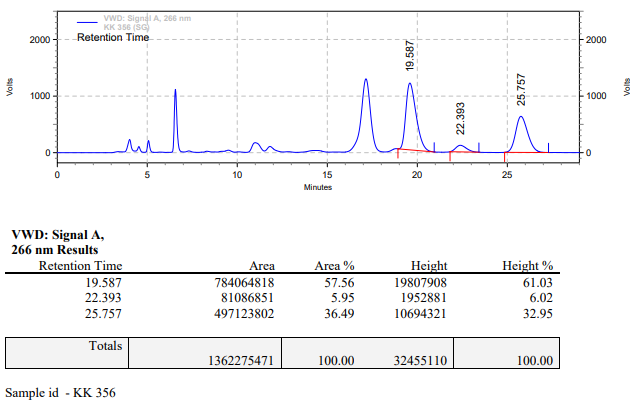 VWD: Signal A, 266 nm
KK 356 (SG)
Retention Time
19.587
22.393
25.757
Volts
2000
1000
0
2000
1000
0
Volts
0 5 10 15 20 25
Minutes
VWD: Signal A,
266 nm Results
Retention Time Area Area % Height Height %
19.587 784064818 57.56 19807908 61.03
22.393 81086851 5.95 1952881 6.02
25.757 497123802 36.49 10694321 32.95
Totals
1362275471 100.00 32455110 100.00
Sample id - KK 356